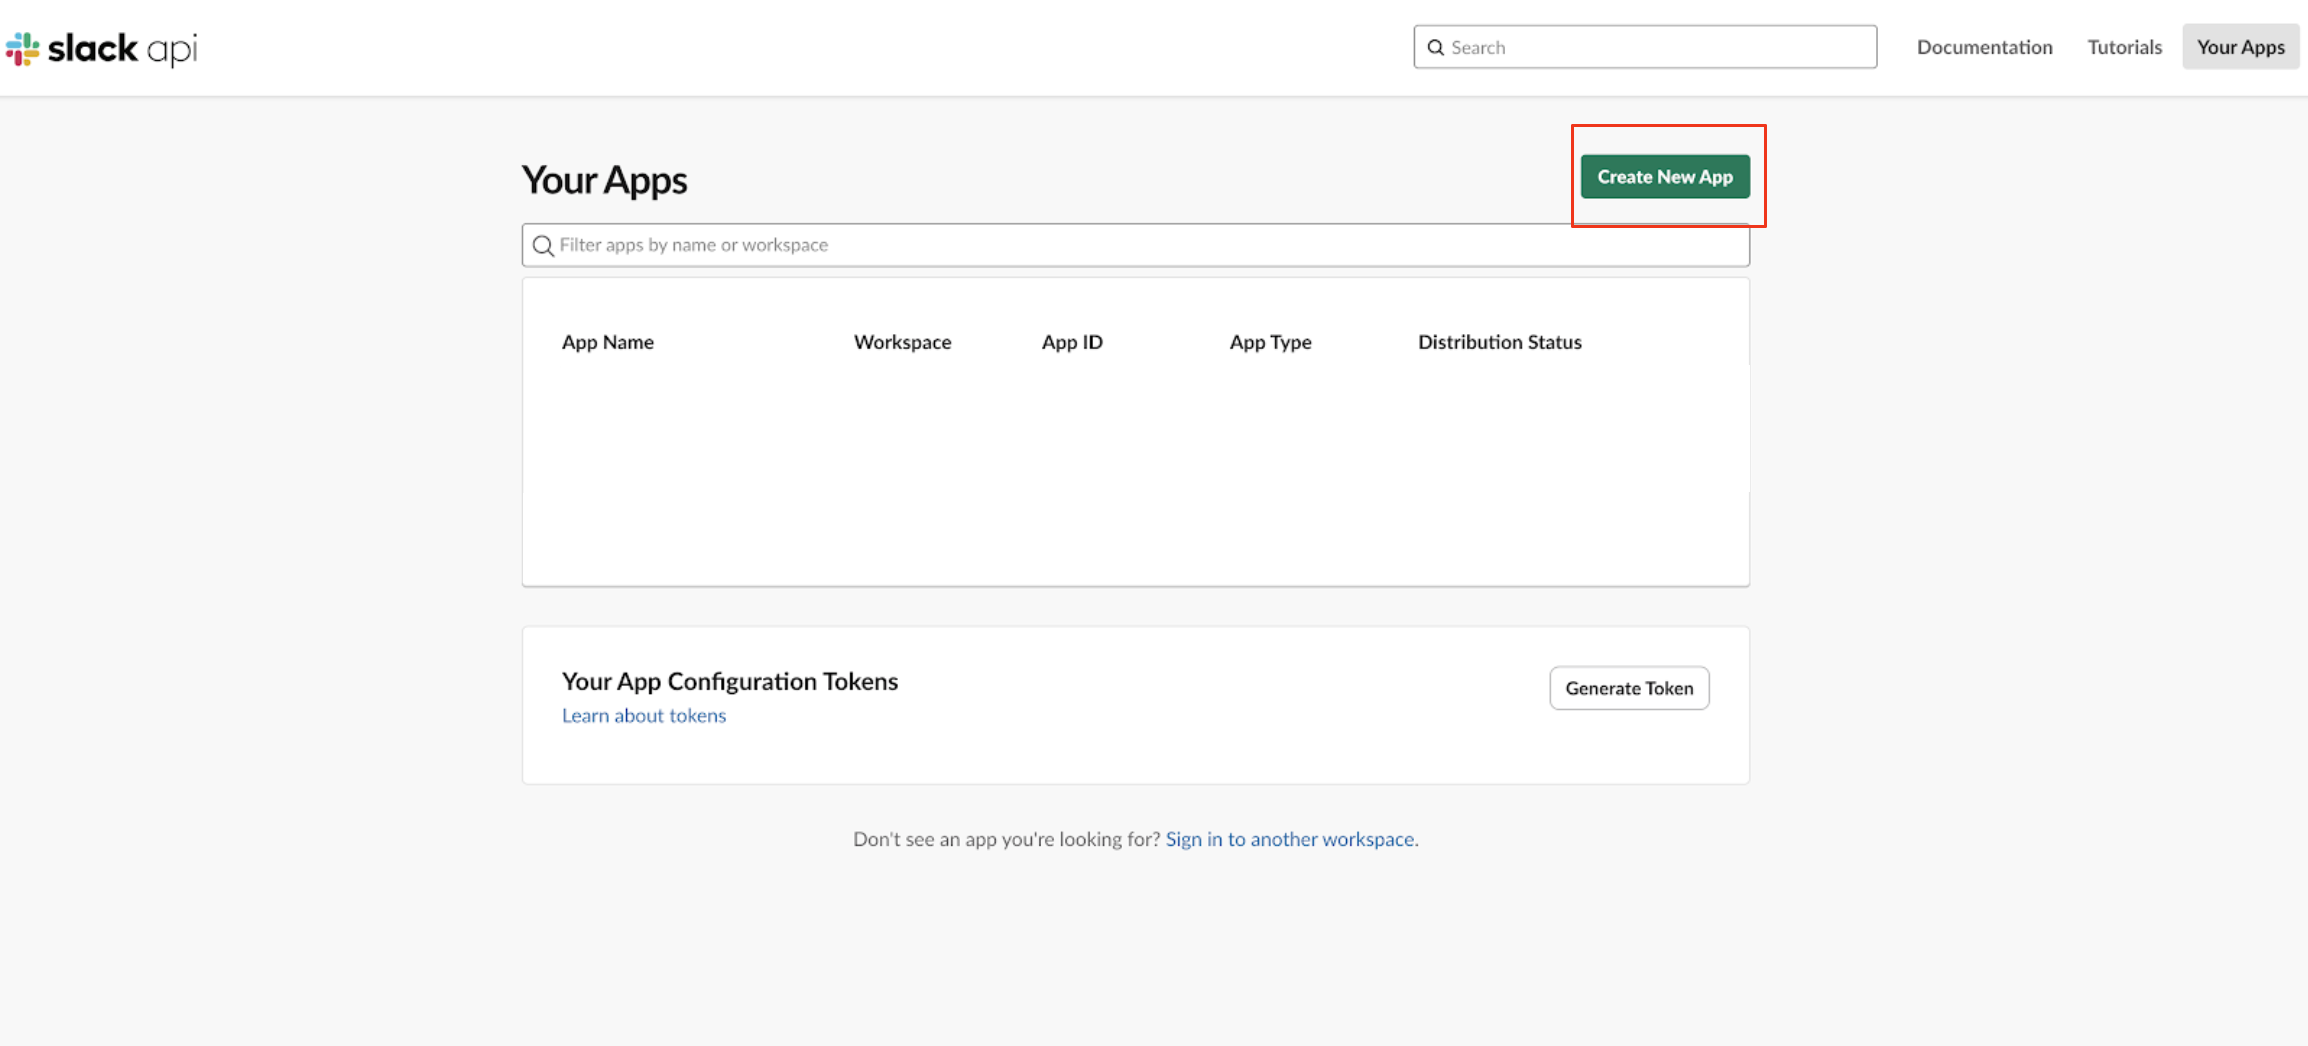 slack api
Search
Documentation
Tutorials
Your Apps
Your Apps
Create New App
Filter apps by name or workspace
App Name
Workspace
App ID
App Type
Distribution Status
Your App Configuration Tokens
Generate Token
Learn about tokens
Don't see an app you're looking for? Sign in to another workspace.